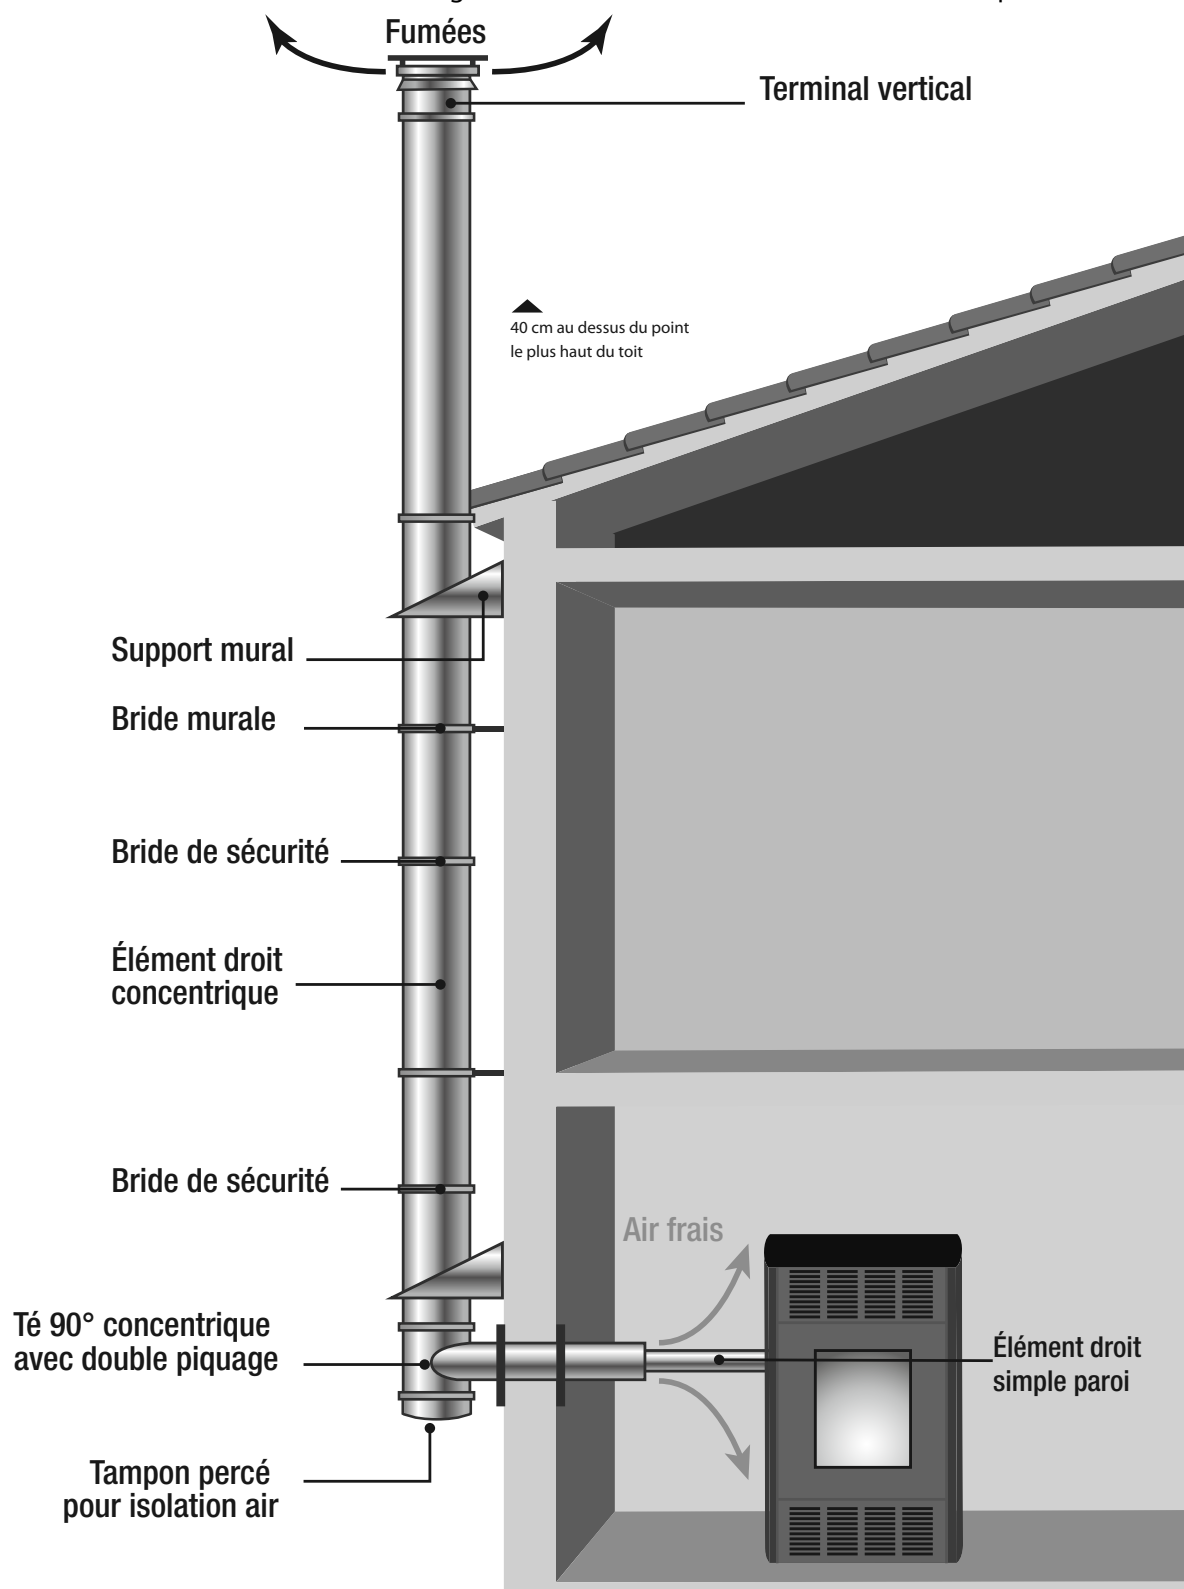 Fumées
Terminal vertical
40 cm au dessus du point
le plus haut du toit
Support mural
Bride murale
Bride de sécurité
Élément droit
concentrique
Bride de sécurité
Air frais
Té 90° concentrique
avec double piquage
Élément droit
simple paroi
Tampon percé
pour isolation air